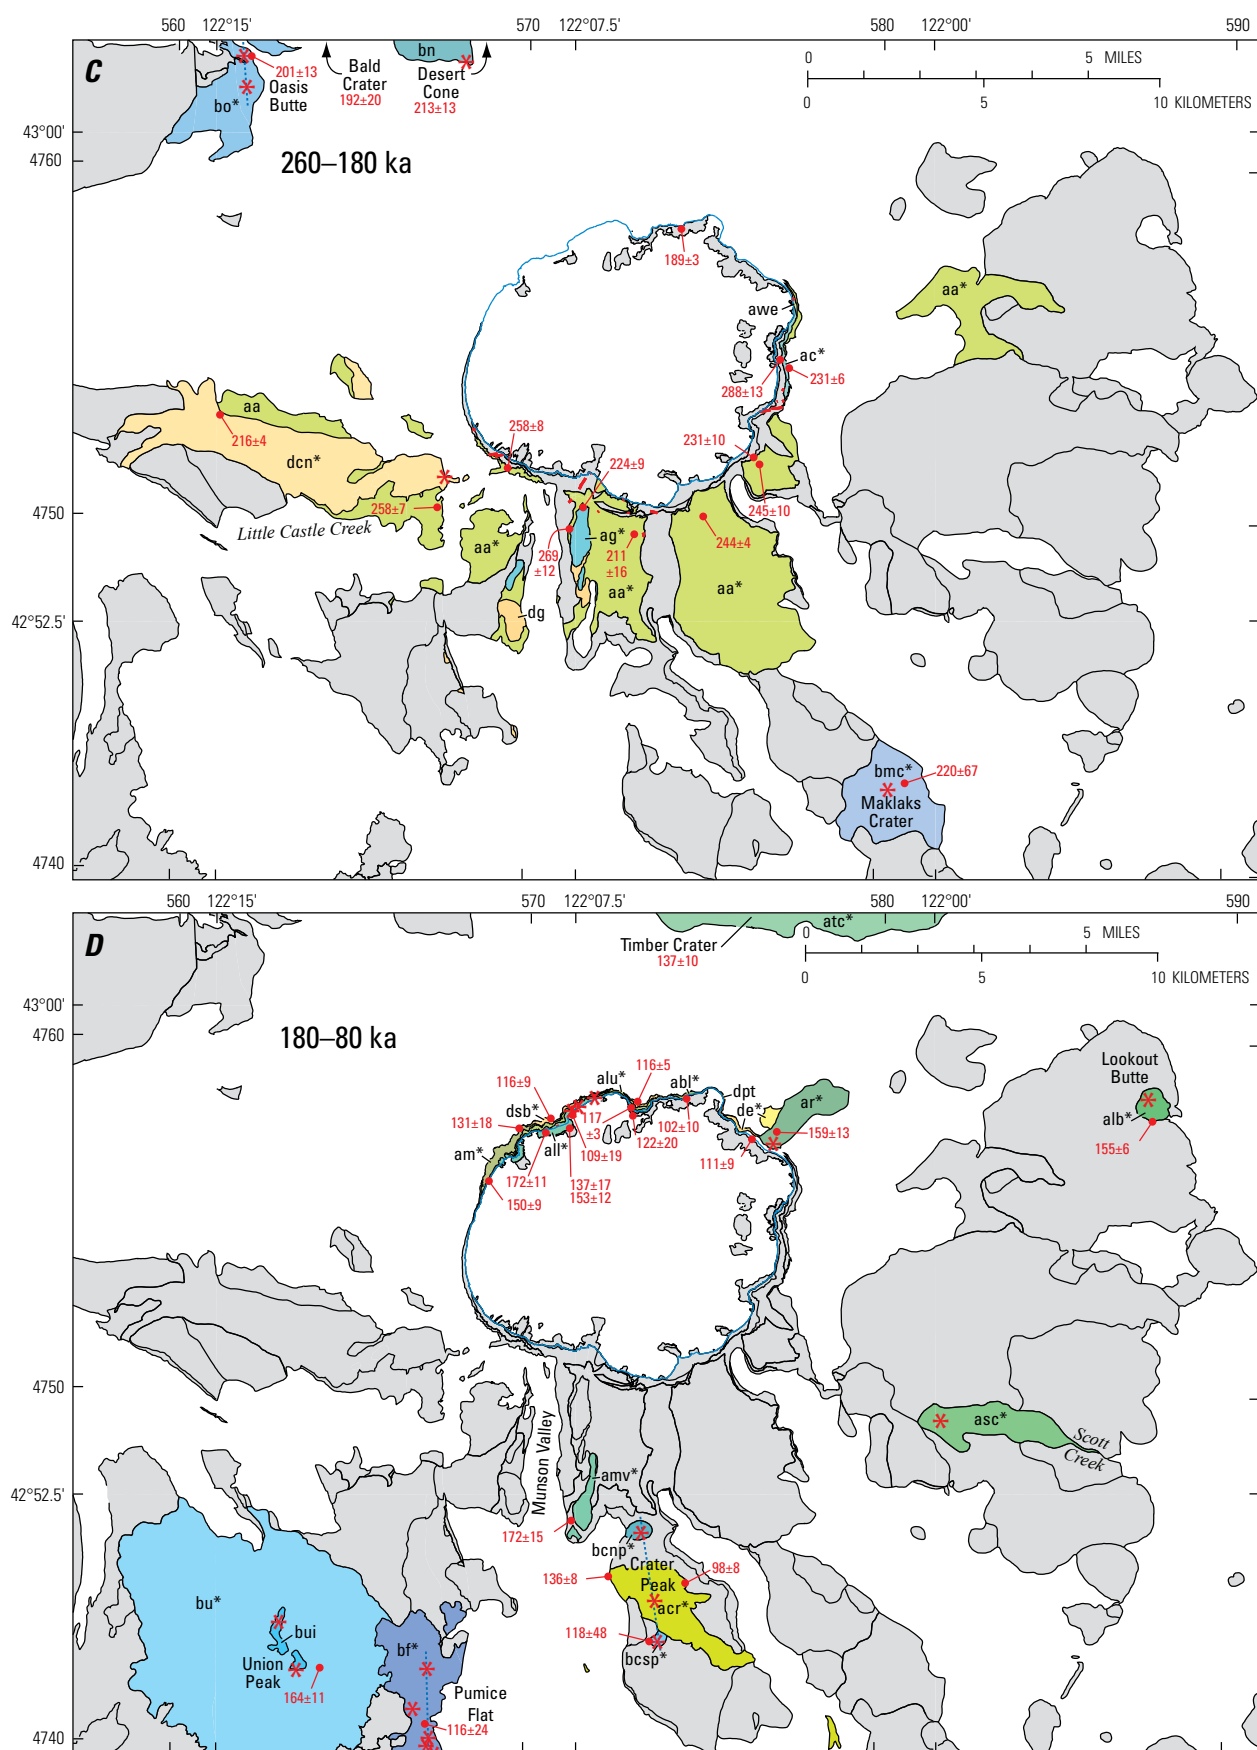 560 122°15' 570 122°07.5' 580 122°00' 590
C
bn
0 5 MILES
0 5 10 KILOMETERS
201±13
Oasis
Butte
Bald
Crater
192±20
Desert
Cone
213±13
bo*
43°00'
4760
260–180 ka
189±3
aa*
awe
ac*
288±13
231±6
aa
216±4
dcn*
258±8
231±10
224±9
258±7
245±10
4750
Little Castle Creek
ag*
244±4
aa*
269
±12
211
±16
aa*
aa*
dg
42°52.5'
bmc*
220±67
Maklaks
Crater
4740
560 122°15' 570 122°07.5' 580 122°00' 590
D
atc*
Timber Crater
137±10
0 5 MILES
0 5 10 KILOMETERS
43°00'
4760
180–80 ka
Lookout
Butte
116±5
alu*
abl*
116±9
dpt
ar*
dsb*
de*
alb*
131±18
117
±3
102±10
159±13
am*
all*
109±19
122±20
111±9
155±6
172±11
137±17
153±12
150±9
4750
asc*
Scott
Creek
Munson Valley
amv*
42°52.5'
172±15
bcnp*
Crater
Peak
136±8
98±8
bu*
acr*
bui
118±48
bf*
bcsp*
Union
Peak
164±11
Pumice
Flat
116±24
4740